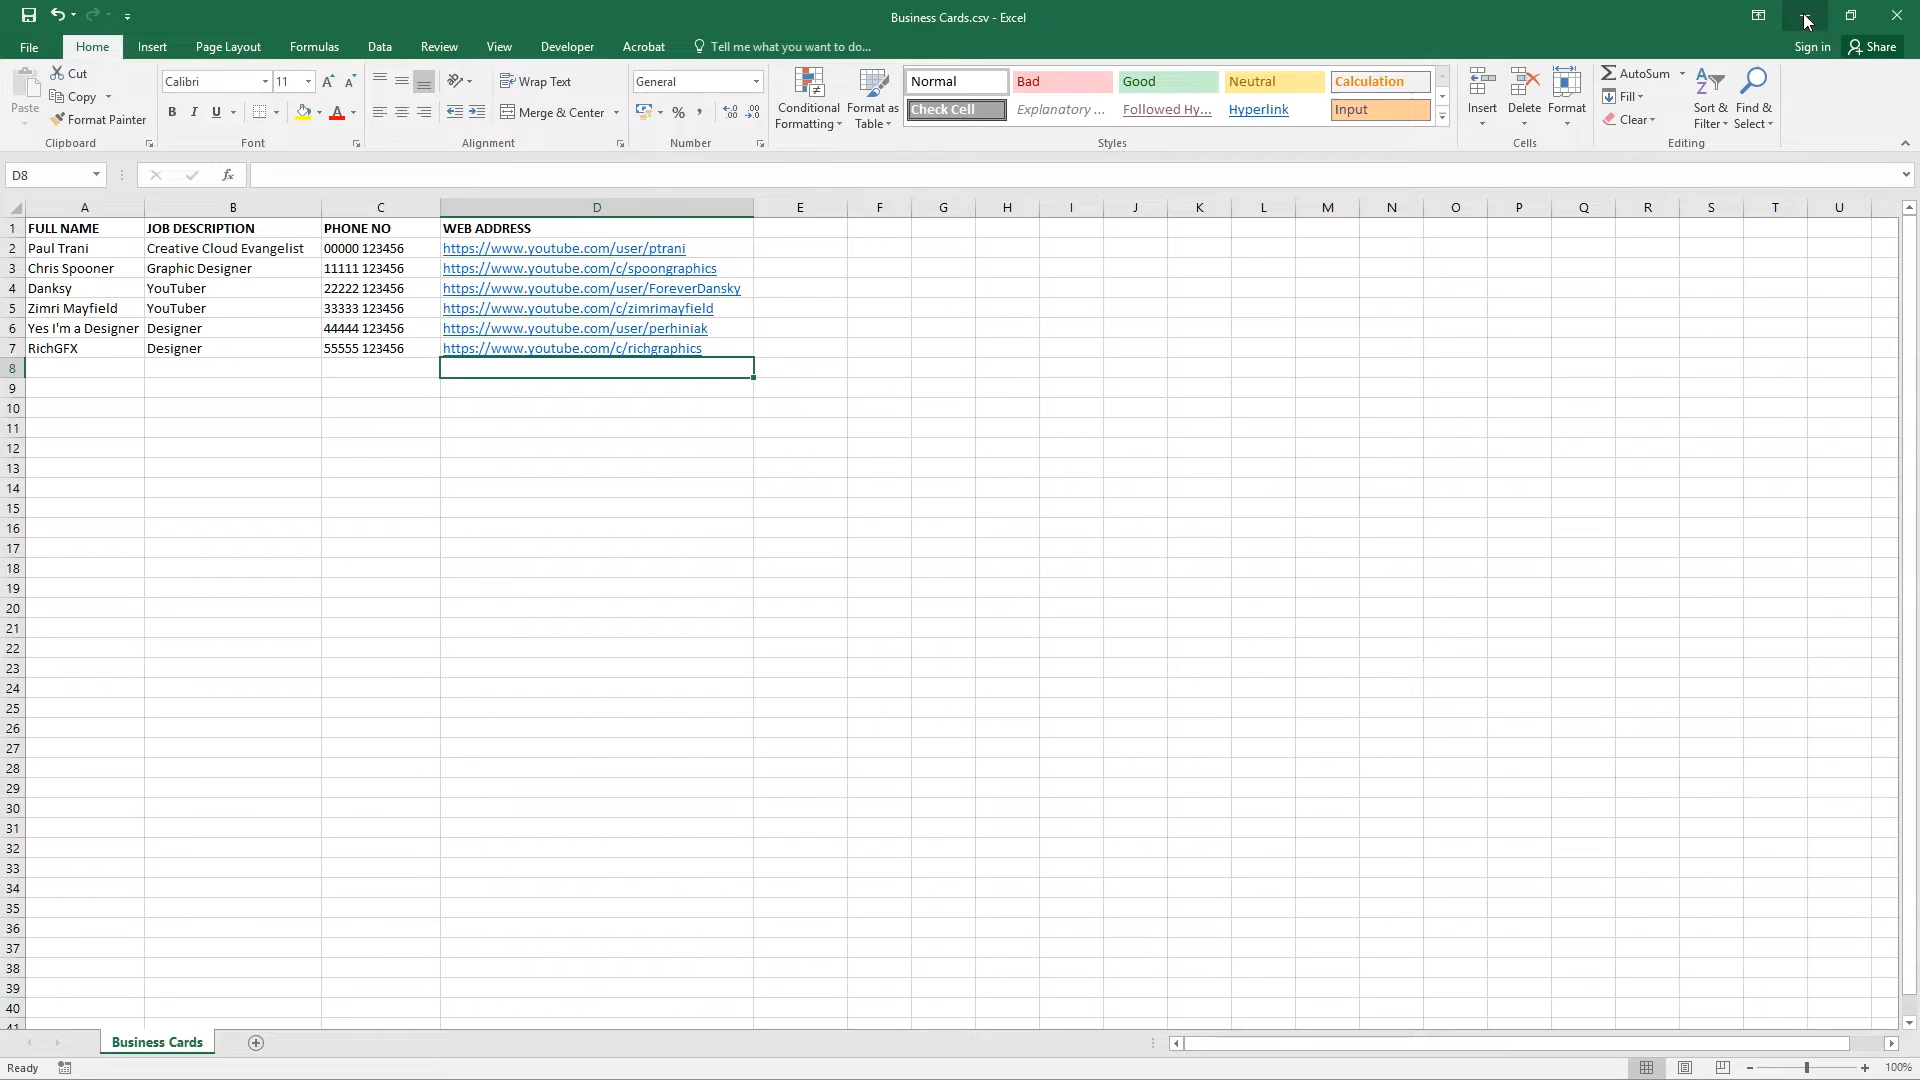 Business Cards.csv - Excel
File Home Insert Page Layout Formulas Data Review View Developer Acrobat Tell me what you want to do... Sign in Share
Paste
Cut
Copy
Format Painter
Clipboard
Calibri 11
B I U
Font
Wrap Text
Merge & Center
Alignment
General
%
Number
Conditional Formatting
Format as Table
Normal Bad Good Neutral Calculation
Check Cell Explanatory ... Followed Hy... Hyperlink Input
Styles
Insert Delete Format
Cells
AutoSum
Fill
Clear
Sort & Filter
Find & Select
Editing
D8 fx
A B C D E F G H I J K L M N O P Q R S T U
1 FULL NAME JOB DESCRIPTION PHONE NO WEB ADDRESS
2 Paul Trani Creative Cloud Evangelist 00000 123456 https://www.youtube.com/user/ptrani
3 Chris Spooner Graphic Designer 11111 123456 https://www.youtube.com/c/spoongraphics
4 Danksy YouTuber 22222 123456 https://www.youtube.com/user/ForeverDansky
5 Zimri Mayfield YouTuber 33333 123456 https://www.youtube.com/c/zimrimayfield
6 Yes I'm a Designer Designer 44444 123456 https://www.youtube.com/user/perhiniak
7 RichGFX Designer 55555 123456 https://www.youtube.com/c/richgraphics
8
9
10
11
12
13
14
15
16
17
18
19
20
21
22
23
24
25
26
27
28
29
30
31
32
33
34
35
36
37
38
39
40
41
Business Cards
Ready 100%